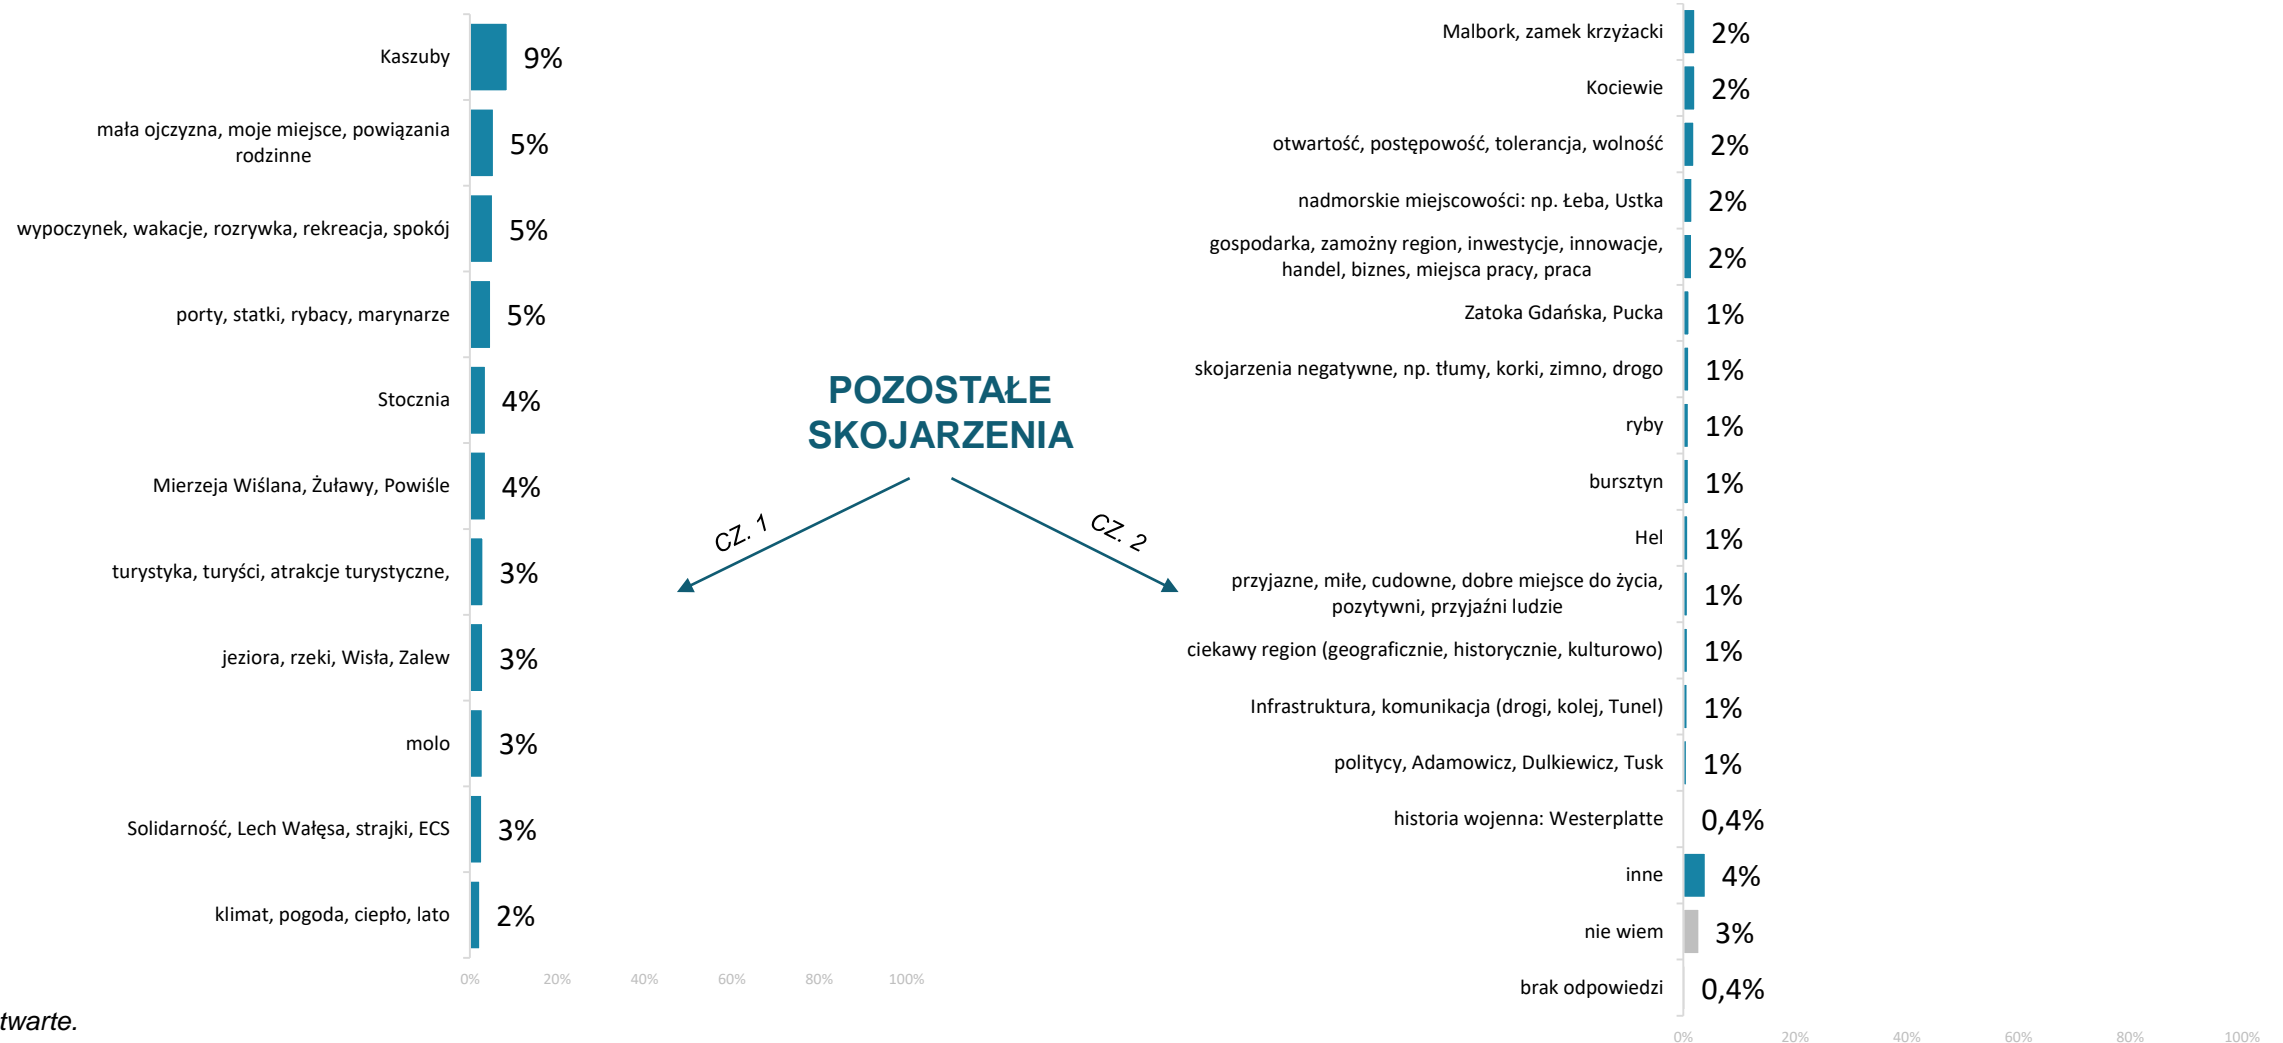 Kaszuby
9%
mała ojczyzna, moje miejsce, powiązania
rodzinne
5%
wypoczynek, wakacje, rozrywka, rekreacja, spokój
5%
porty, statki, rybacy, marynarze
5%
Stocznia
4%
Mierzeja Wiślana, Żuławy, Powiśle
4%
turystyka, turyści, atrakcje turystyczne,
3%
jeziora, rzeki, Wisła, Zalew
3%
molo
3%
Solidarność, Lech Wałęsa, strajki, ECS
3%
klimat, pogoda, ciepło, lato
2%
0% 20% 40% 60% 80% 100%
twarte.
POZOSTAŁE
SKOJARZENIA
CZ. 1
CZ. 2
Malbork, zamek krzyżacki
2%
Kociewie
2%
otwartość, postępowość, tolerancja, wolność
2%
nadmorskie miejscowości: np. Łeba, Ustka
2%
gospodarka, zamożny region, inwestycje, innowacje,
handel, biznes, miejsca pracy, praca
2%
Zatoka Gdańska, Pucka
1%
skojarzenia negatywne, np. tłumy, korki, zimno, drogo
1%
ryby
1%
bursztyn
1%
Hel
1%
przyjazne, miłe, cudowne, dobre miejsce do życia,
pozytywni, przyjaźni ludzie
1%
ciekawy region (geograficznie, historycznie, kulturowo)
1%
Infrastruktura, komunikacja (drogi, kolej, Tunel)
1%
politycy, Adamowicz, Dulkiewicz, Tusk
1%
historia wojenna: Westerplatte
0,4%
inne
4%
nie wiem
3%
brak odpowiedzi
0,4%
0% 20% 40% 60% 80% 100%